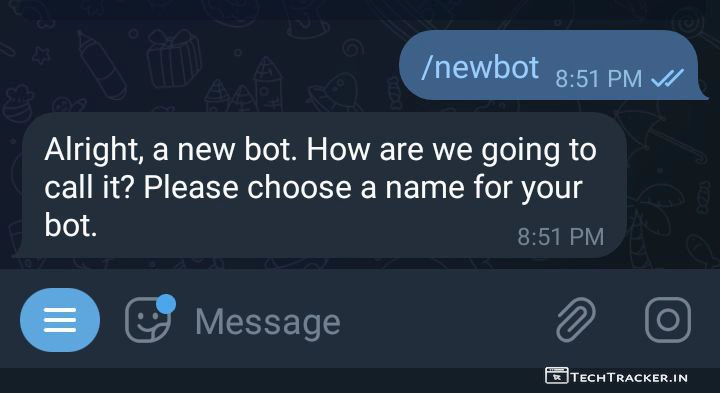 /newbot
8:51 PM
Alright, a new bot. How are we going to
call it? Please choose a name for your
bot.
8:51 PM
Message
TechTracker.in